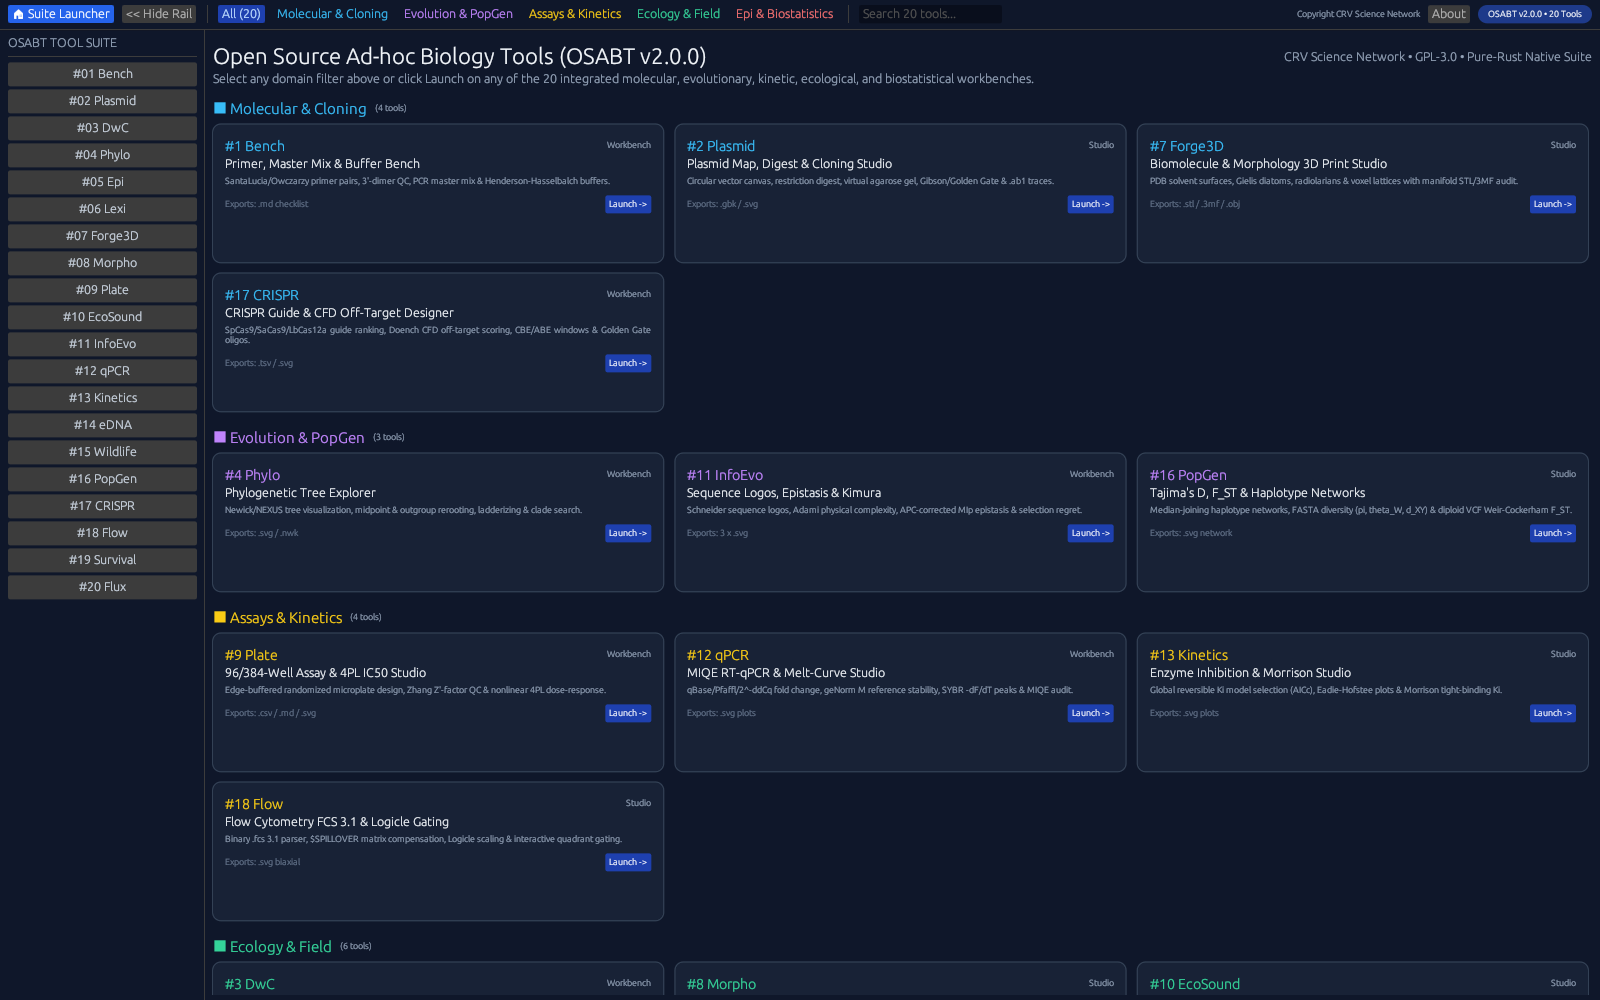 Suite Launcher << Hide Rail All (20) Molecular & Cloning Evolution & PopGen Assays & Kinetics Ecology & Field Epi & Biostatistics Search 20 tools... Copyright CRV Science Network About OSABT v2.0.0 • 20 Tools
OSABT TOOL SUITE
#01 Bench
#02 Plasmid
#03 DwC
#04 Phylo
#05 Epi
#06 Lexi
#07 Forge3D
#08 Morpho
#09 Plate
#10 EcoSound
#11 InfoEvo
#12 qPCR
#13 Kinetics
#14 eDNA
#15 Wildlife
#16 PopGen
#17 CRISPR
#18 Flow
#19 Survival
#20 Flux
Open Source Ad-hoc Biology Tools (OSABT v2.0.0)
CRV Science Network • GPL-3.0 • Pure-Rust Native Suite
Select any domain filter above or click Launch on any of the 20 integrated molecular, evolutionary, kinetic, ecological, and biostatistical workbenches.
Molecular & Cloning (4 tools)
#1 Bench Workbench
Primer, Master Mix & Buffer Bench
SantaLucia/Owczarzy primer pairs, 3'-dimer QC, PCR master mix & Henderson-Hasselbalch buffers.
Exports: .md checklist Launch ->
#2 Plasmid Studio
Plasmid Map, Digest & Cloning Studio
Circular vector canvas, restriction digest, virtual agarose gel, Gibson/Golden Gate & .ab1 traces.
Exports: .gbk / .svg Launch ->
#7 Forge3D Studio
Biomolecule & Morphology 3D Print Studio
PDB solvent surfaces, Gielis diatoms, radiolarians & voxel lattices with manifold STL/3MF audit.
Exports: .stl / .3mf / .obj Launch ->
#17 CRISPR Workbench
CRISPR Guide & CFD Off-Target Designer
SpCas9/SaCas9/LbCas12a guide ranking, Doench CFD off-target scoring, CBE/ABE windows & Golden Gate
oligos.
Exports: .tsv / .svg Launch ->
Evolution & PopGen (3 tools)
#4 Phylo Workbench
Phylogenetic Tree Explorer
Newick/NEXUS tree visualization, midpoint & outgroup rerooting, ladderizing & clade search.
Exports: .svg / .nwk Launch ->
#11 InfoEvo Workbench
Sequence Logos, Epistasis & Kimura
Schneider sequence logos, Adami physical complexity, APC-corrected MIp epistasis & selection regret.
Exports: 3 x .svg Launch ->
#16 PopGen Studio
Tajima's D, F_ST & Haplotype Networks
Median-joining haplotype networks, FASTA diversity (pi, theta_W, d_XY) & diploid VCF Weir-Cockerham F_ST.
Exports: .svg network Launch ->
Assays & Kinetics (4 tools)
#9 Plate Workbench
96/384-Well Assay & 4PL IC50 Studio
Edge-buffered randomized microplate design, Zhang Z'-factor QC & nonlinear 4PL dose-response.
Exports: .csv / .md / .svg Launch ->
#12 qPCR Workbench
MIQE RT-qPCR & Melt-Curve Studio
qBase/Pfaffl/2^-ddCq fold change, geNorm M reference stability, SYBR -dF/dT peaks & MIQE audit.
Exports: .svg plots Launch ->
#13 Kinetics Studio
Enzyme Inhibition & Morrison Studio
Global reversible Ki model selection (AICc), Eadie-Hofstee plots & Morrison tight-binding Ki.
Exports: .svg plots Launch ->
#18 Flow Studio
Flow Cytometry FCS 3.1 & Logicle Gating
Binary .fcs 3.1 parser, $SPILLOVER matrix compensation, Logicle scaling & interactive quadrant gating.
Exports: .svg biaxial Launch ->
Ecology & Field (6 tools)
#3 DwC Workbench
#8 Morpho Studio
#10 EcoSound Studio